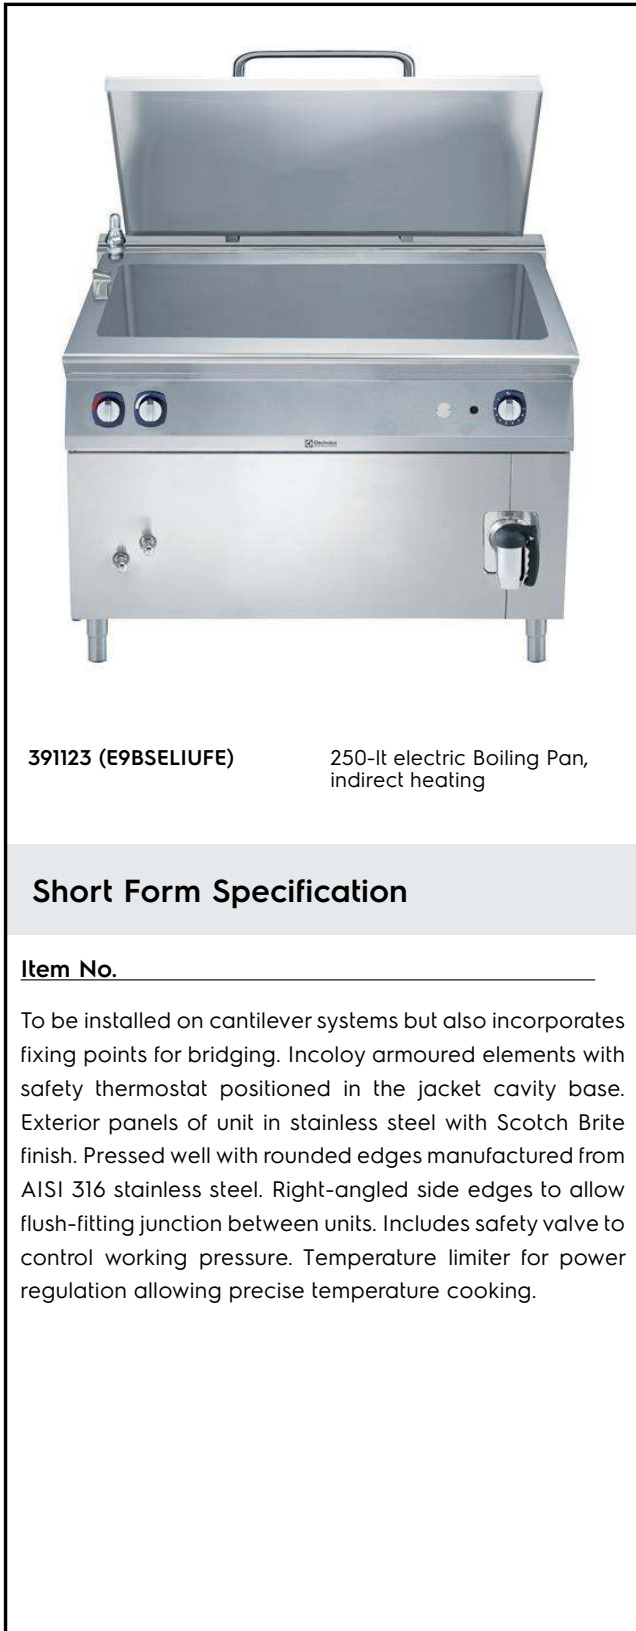 Electrolux
391123 (E9BSELIUFE)
250-lt electric Boiling Pan,
indirect heating
Short Form Specification
Item No.
To be installed on cantilever systems but also incorporates
fixing points for bridging. Incoloy armoured elements with
safety thermostat positioned in the jacket cavity base.
Exterior panels of unit in stainless steel with Scotch Brite
finish. Pressed well with rounded edges manufactured from
AISI 316 stainless steel. Right-angled side edges to allow
flush-fitting junction between units. Includes safety valve to
control working pressure. Temperature limiter for power
regulation allowing precise temperature cooking.